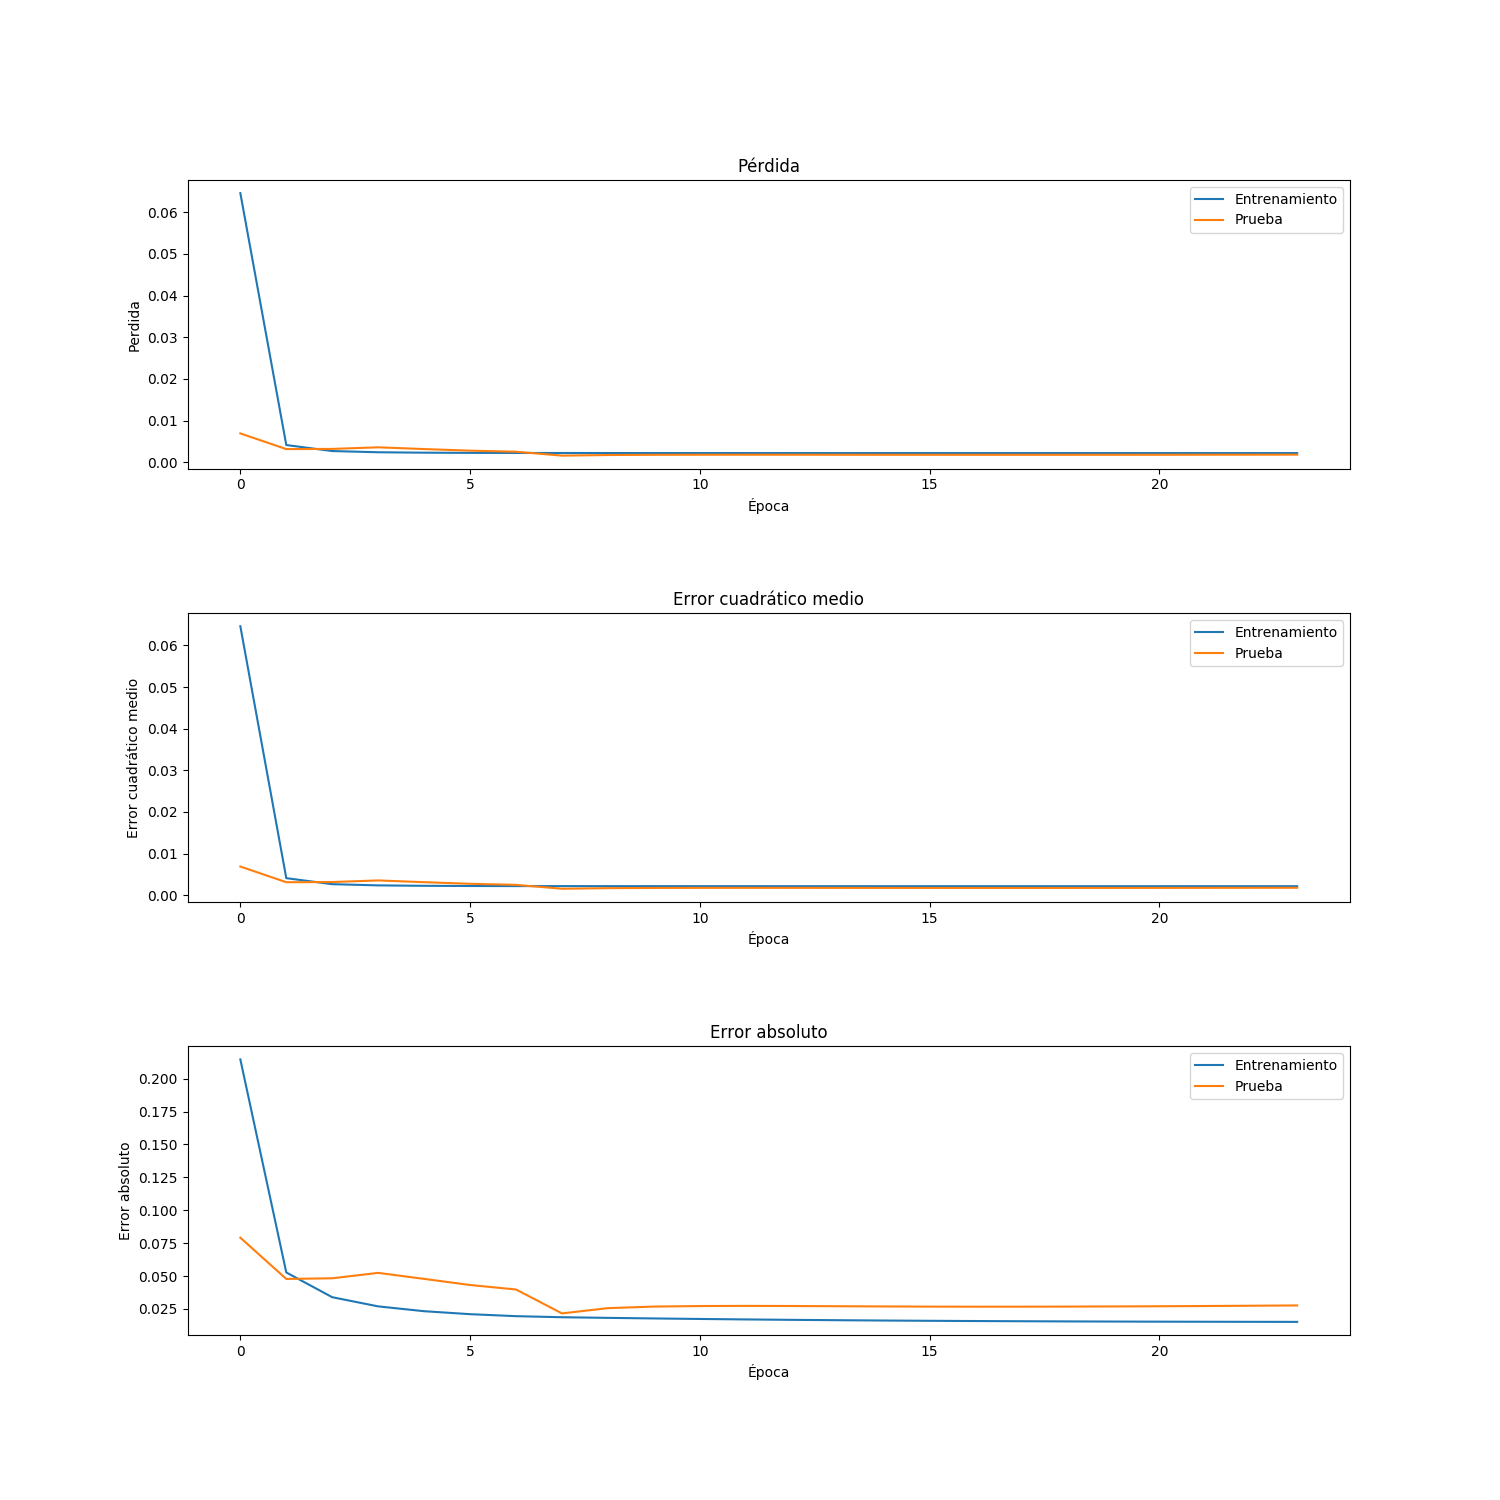 Pérdida
Entrenamiento
Prueba
0.06
0.05
0.04
0.03
0.02
0.01
0.00
Perdida
0 5 10 15 20
Época
Error cuadrático medio
Entrenamiento
Prueba
0.06
0.05
0.04
0.03
0.02
0.01
0.00
Error cuadrático medio
0 5 10 15 20
Época
Error absoluto
Entrenamiento
Prueba
0.200
0.175
0.150
0.125
0.100
0.075
0.050
0.025
Error absoluto
0 5 10 15 20
Época